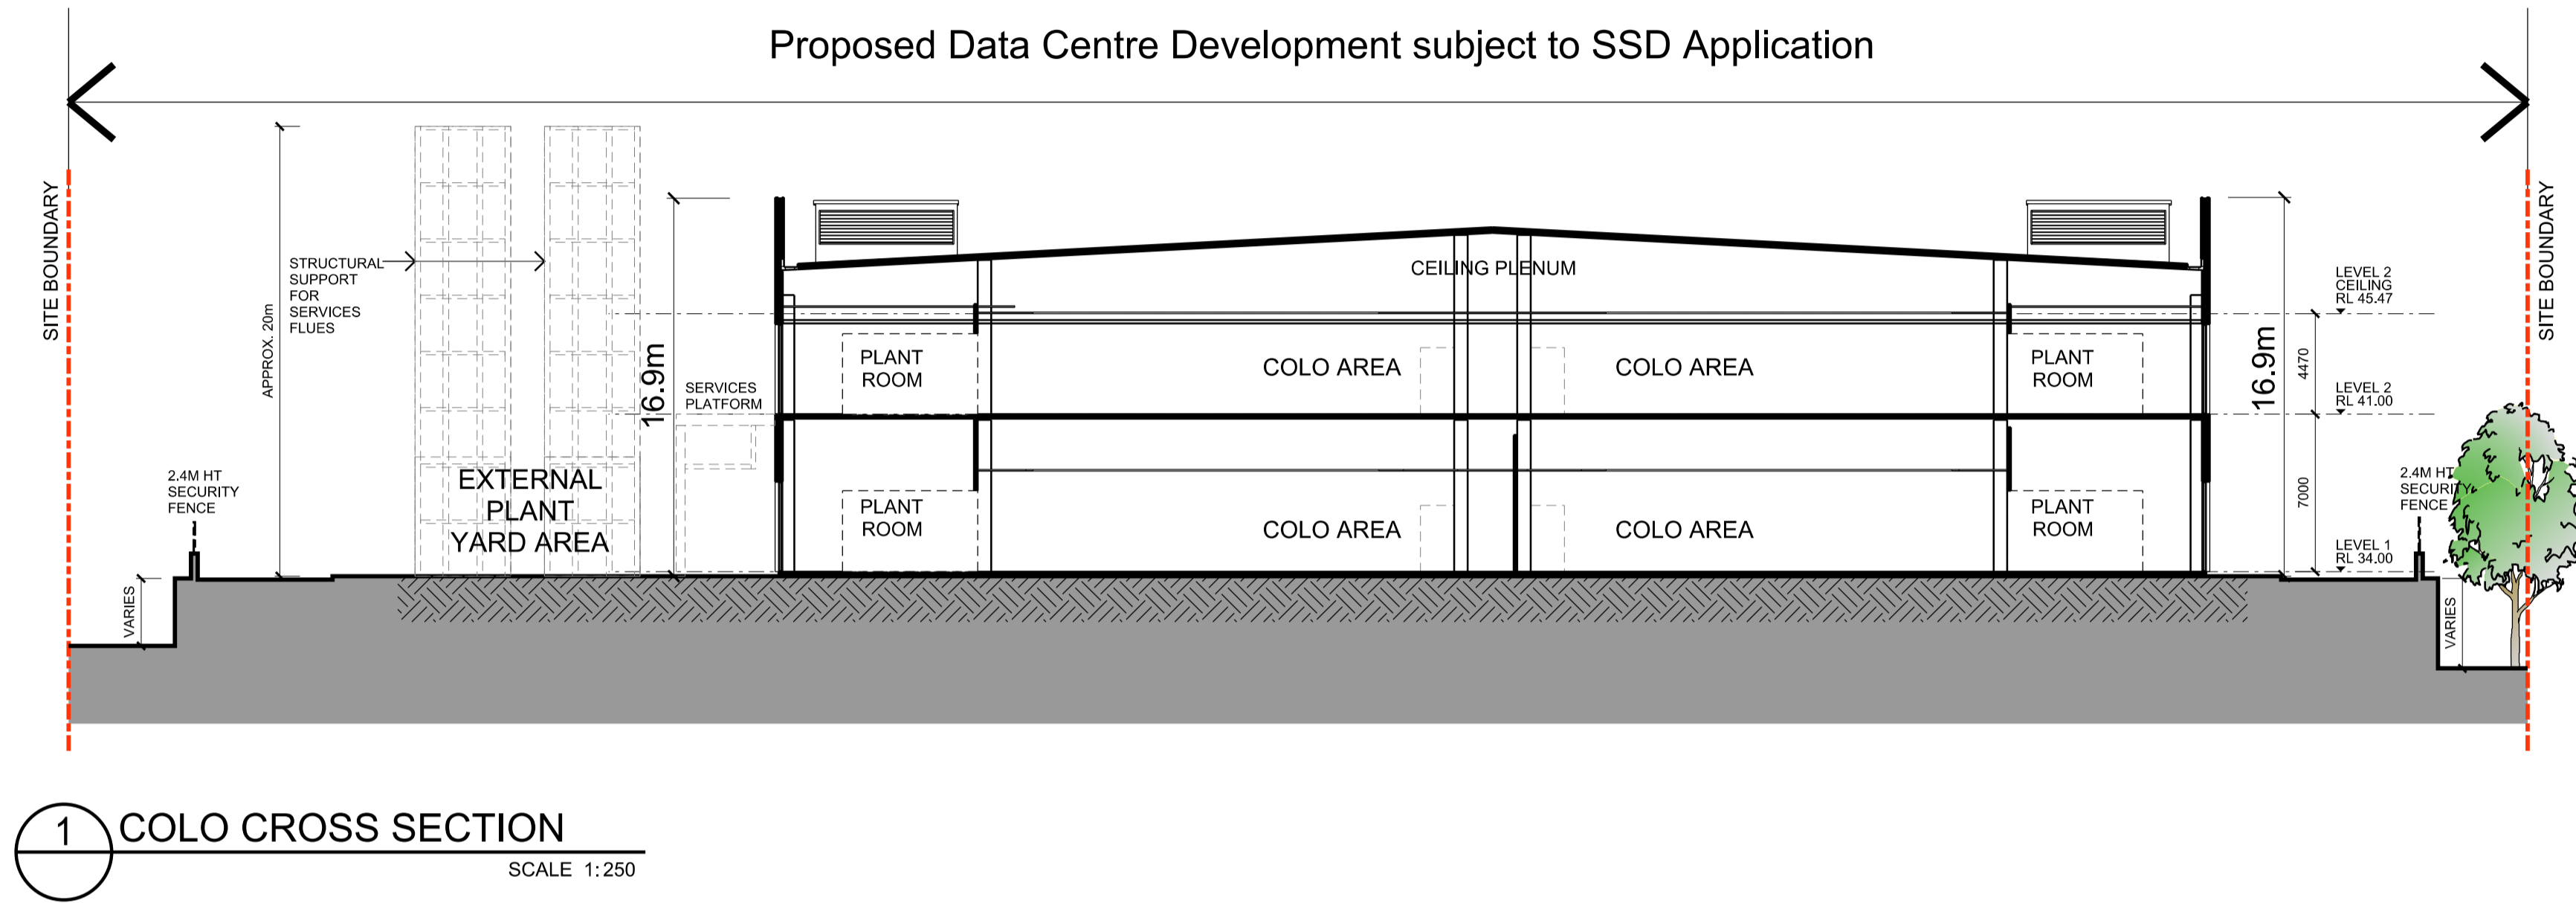 Proposed Data Centre Development subject to SSD Application
SITE BOUNDARY
APPROX. 20m
STRUCTURAL
SUPPORT
FOR
SERVICES
FLUES
16.9m
SERVICES
PLATFORM
2.4M HT
SECURITY
FENCE
EXTERNAL
PLANT
YARD AREA
VARIES
CEILING PLENUM
PLANT
ROOM
COLO AREA
COLO AREA
PLANT
ROOM
PLANT
ROOM
COLO AREA
COLO AREA
PLANT
ROOM
16.9m
LEVEL 2
CEILING
RL 45.47
4470
LEVEL 2
RL 41.00
7000
LEVEL 1
RL 34.00
2.4M HT
SECURITY
FENCE
VARIES
SITE BOUNDARY
1
COLO CROSS SECTION
SCALE 1:250